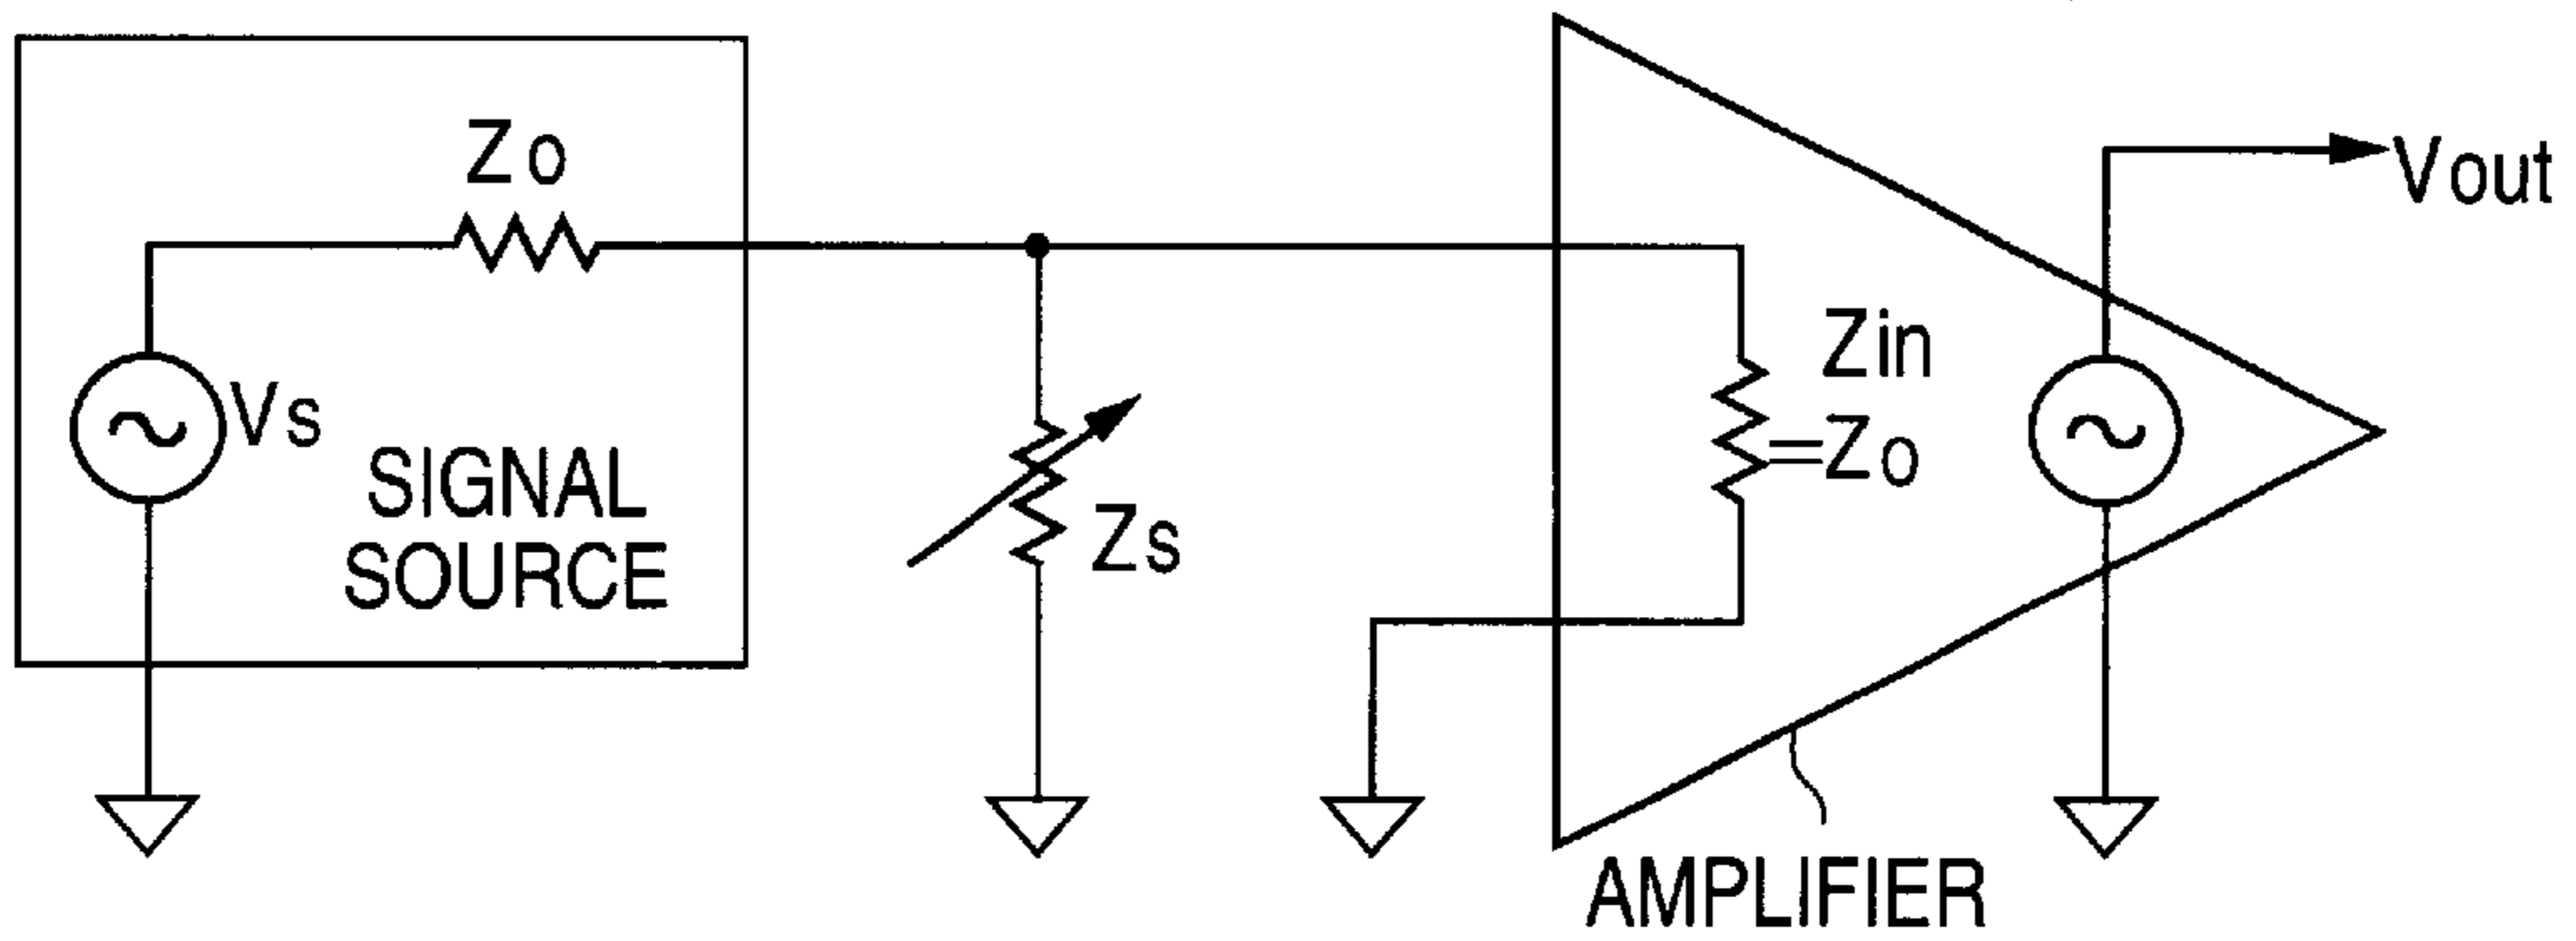 Zo
Vs
SIGNAL
SOURCE
Zs
Zin
=Zo
Vout
AMPLIFIER